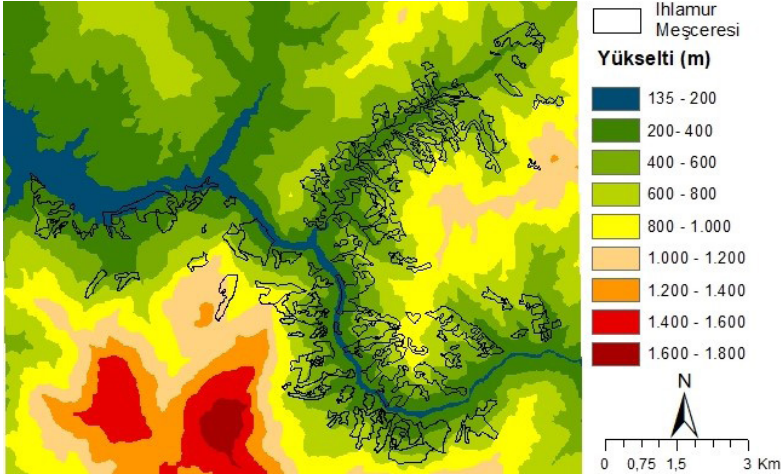 Ihlamur
Meşceresi
Yükselti (m)
135 - 200
200- 400
400 - 600
600 - 800
800 - 1.000
1.000 - 1.200
1.200 - 1.400
1.400 - 1.600
1.600 - 1.800
N
0 0,75 1,5 3 Km